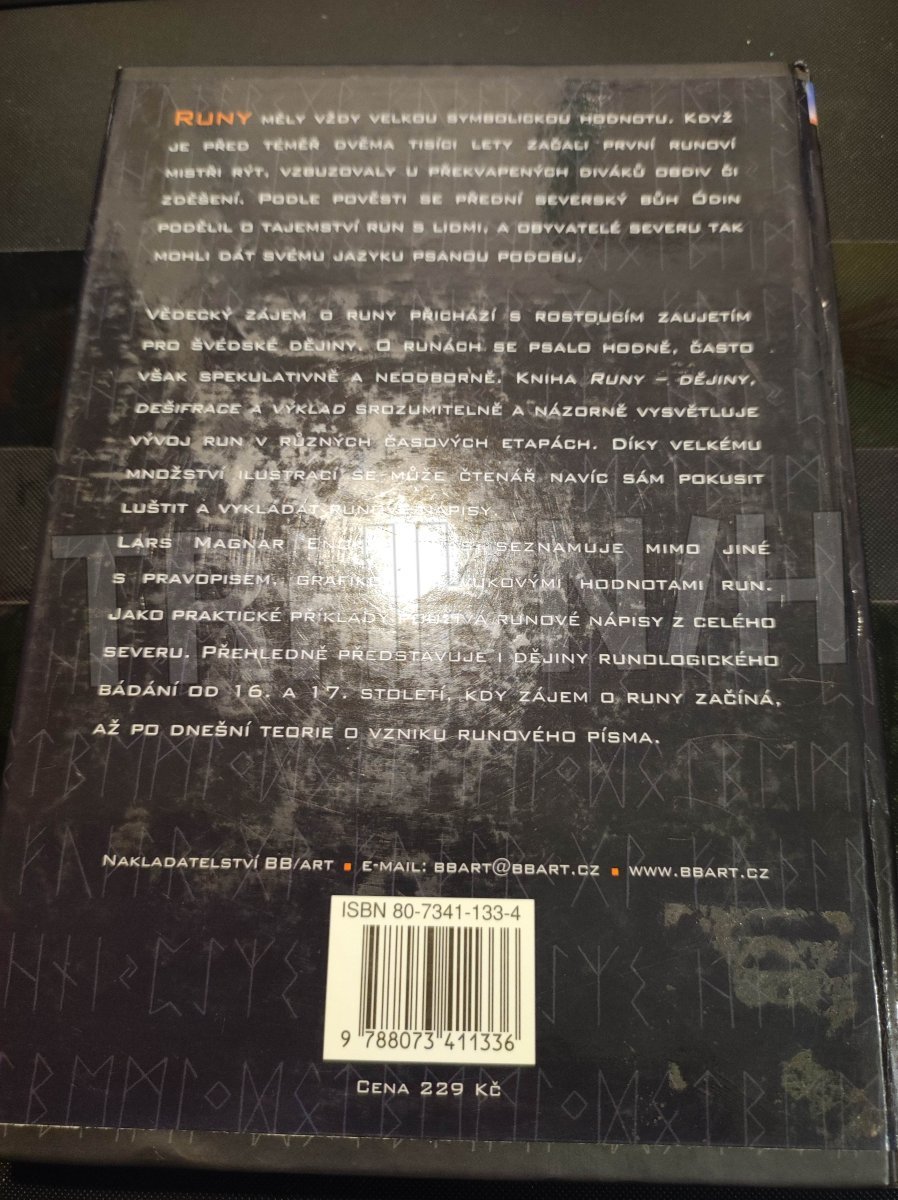 Runy měly vždy velkou symbolickou hodnotu. Když
je před téměř dvěma tisíci lety začali první runoví
mistři rýt, vzbuzovaly u překvapených diváků obdiv či
zděšení. Podle pověsti se přední severský bůh Ódin
podělil o tajemství run s lidmi, a obyvatelé severu tak
mohli dát svému jazyku psanou podobu.
Vědecký zájem o runy přichází s rostoucím zaujetím
pro švédské dějiny. O runách se psalo hodně, často
však spekulativně a neodborně. Kniha Runy – dějiny,
dešifrace a výklad srozumitelně a názorně vysvětluje
vývoj run v různých časových etapách. Díky velkému
množství ilustrací se může čtenář navíc sám pokusit
luštit a vykládat runové nápisy.
Lars Magnar seznamuje mimo jiné
s pravopisem, zvukovými hodnotami run.
Jako praktické příklady používá runové nápisy z celého
severu. Přehledně představuje i dějiny runologického
bádání od 16. a 17. století, kdy zájem o runy začíná,
až po dnešní teorie o vzniku runového písma.
Nakladatelství BB/art ▪ e-mail: bbart@bbart.cz ▪ www.bbart.cz
ISBN 80-7341-133-4
9 788073 411336
Cena 229 Kč